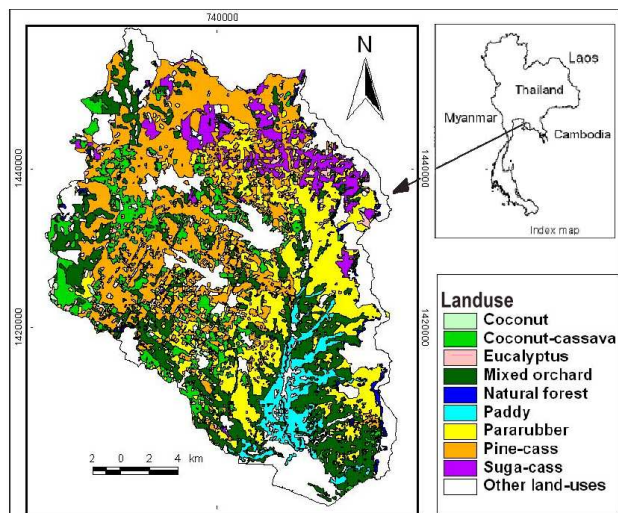 740000
N
1440000
1440000
1420000
1420000
2 0 2 4 km
Laos
Thailand
Myanmar
Cambodia
Index map
Landuse
Coconut
Coconut-cassava
Eucalyptus
Mixed orchard
Natural forest
Paddy
Pararubber
Pine-cass
Suga-cass
Other land-uses